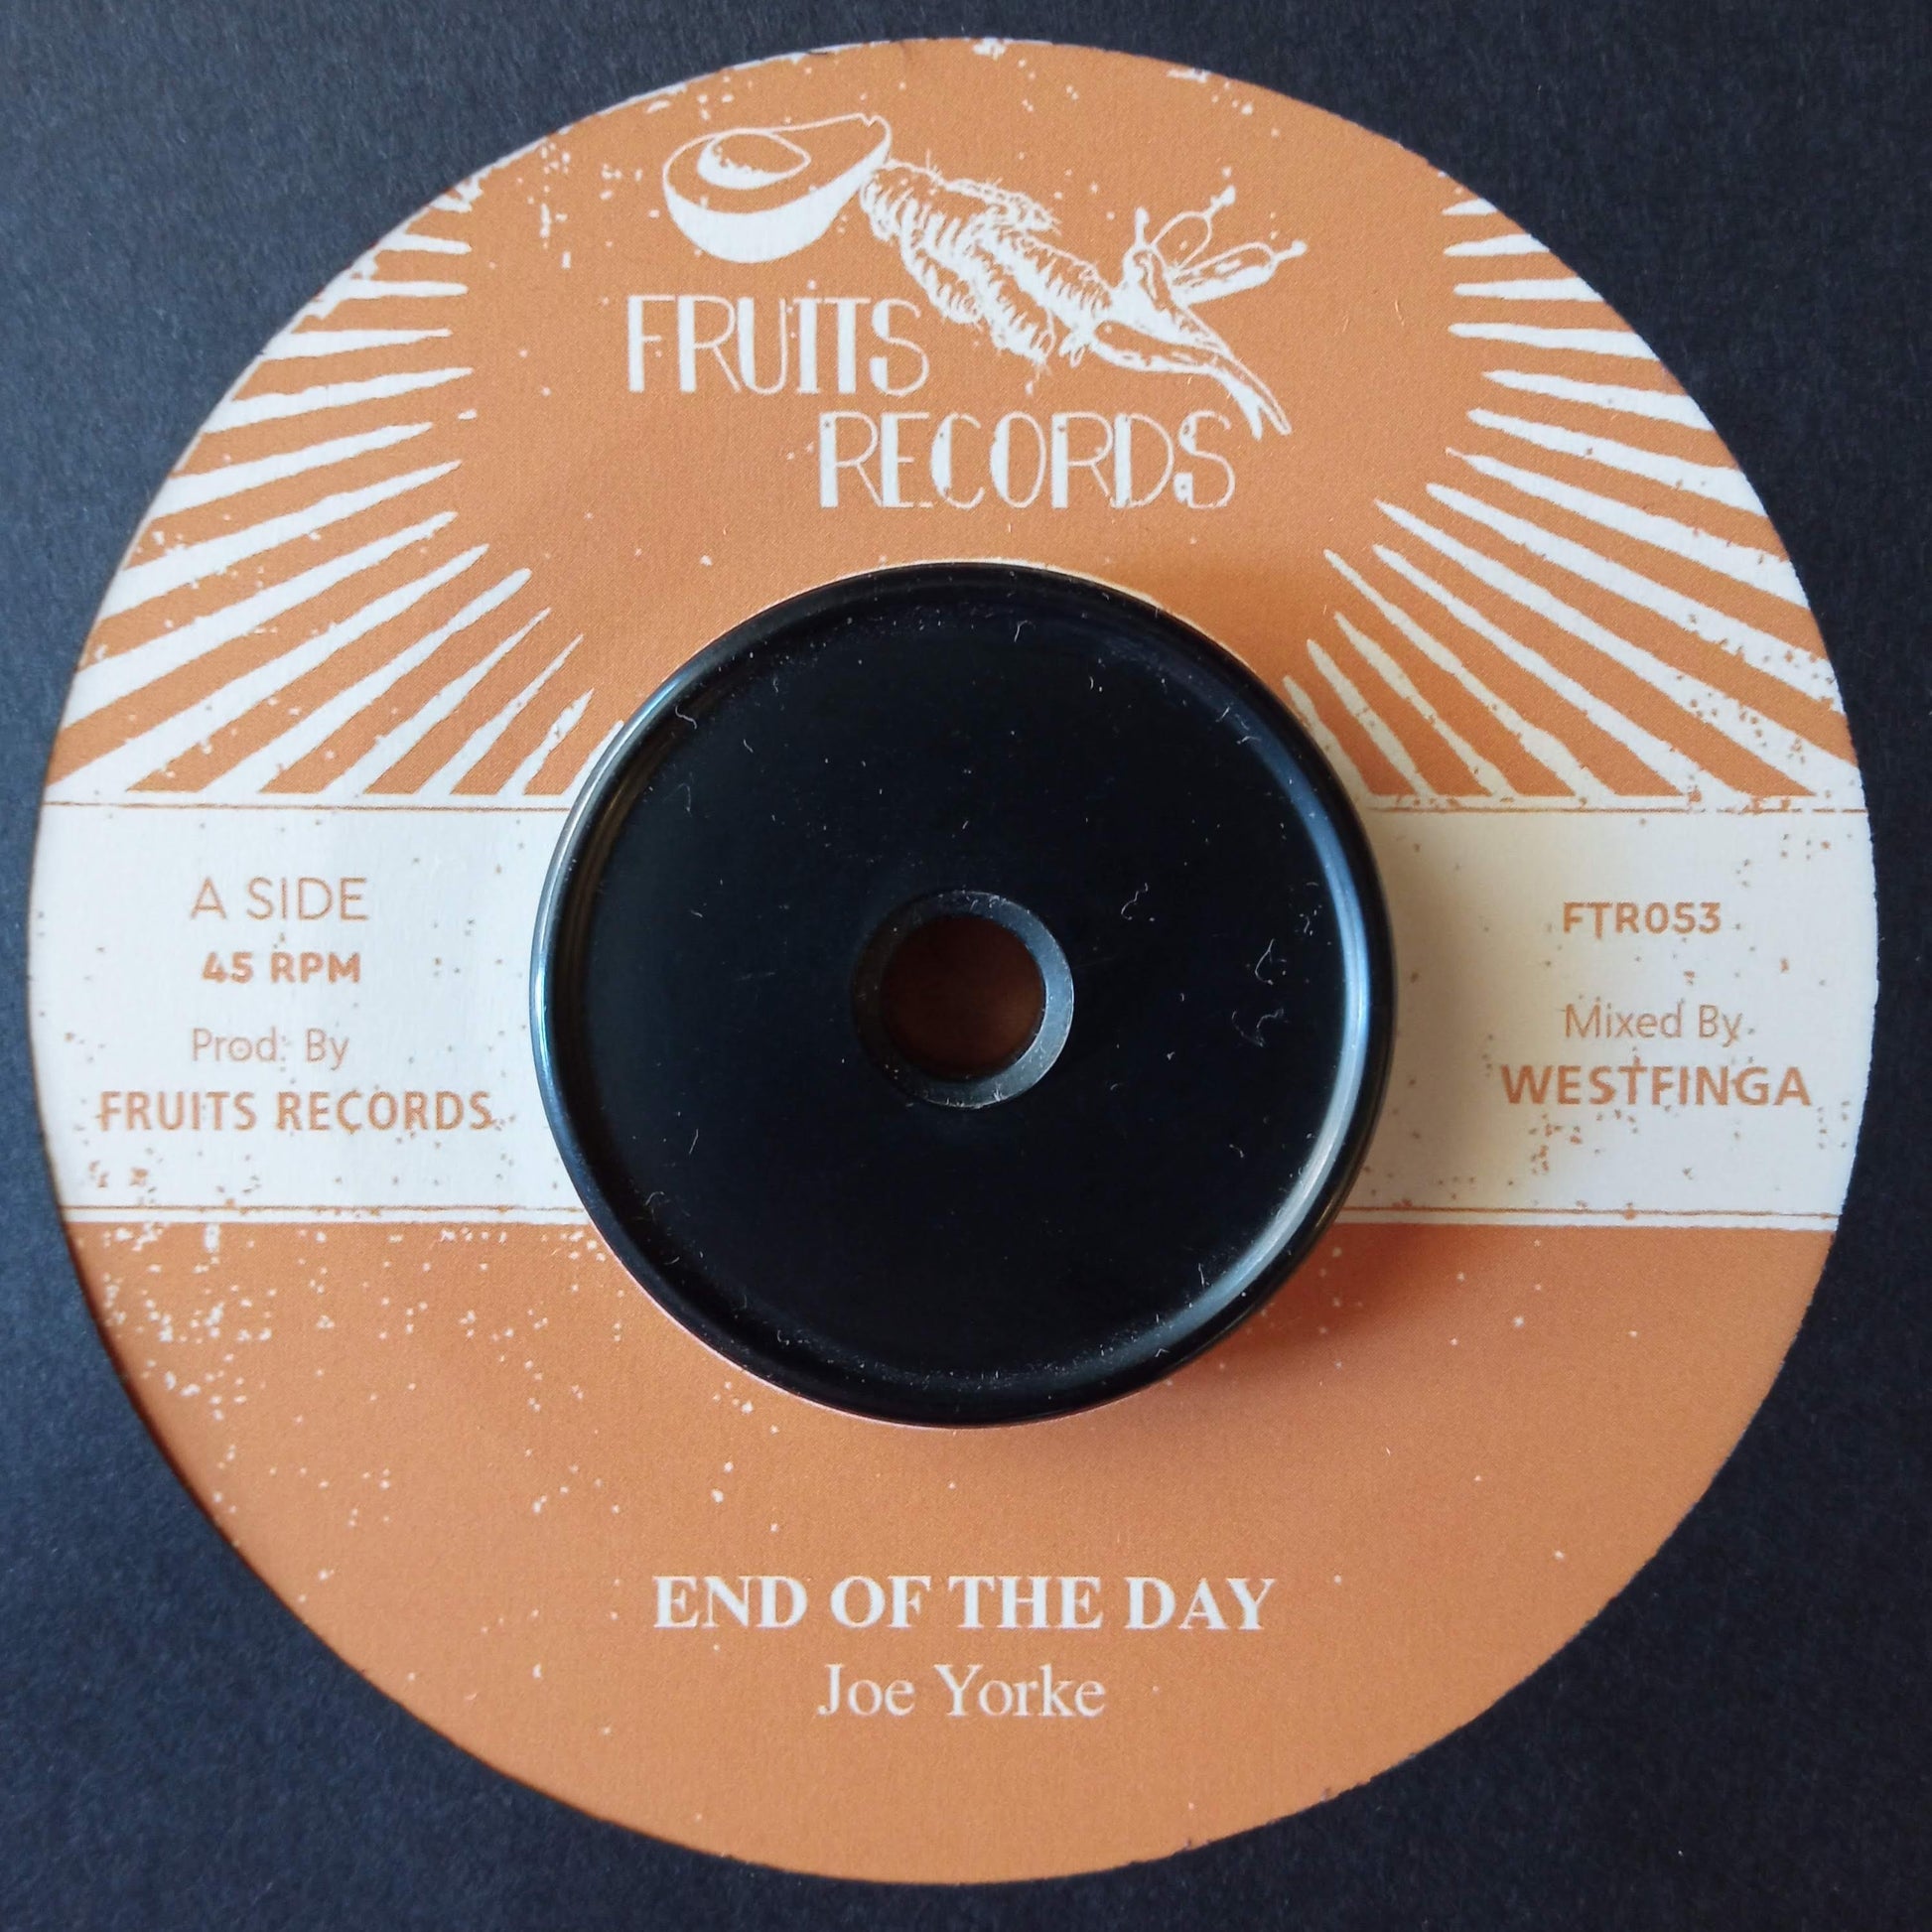 FRUITS
RECORDS
A SIDE
45 RPM
Prod. By
FRUITS RECORDS
FTR053
Mixed By
WESTFINGA
END OF THE DAY
Joe Yorke